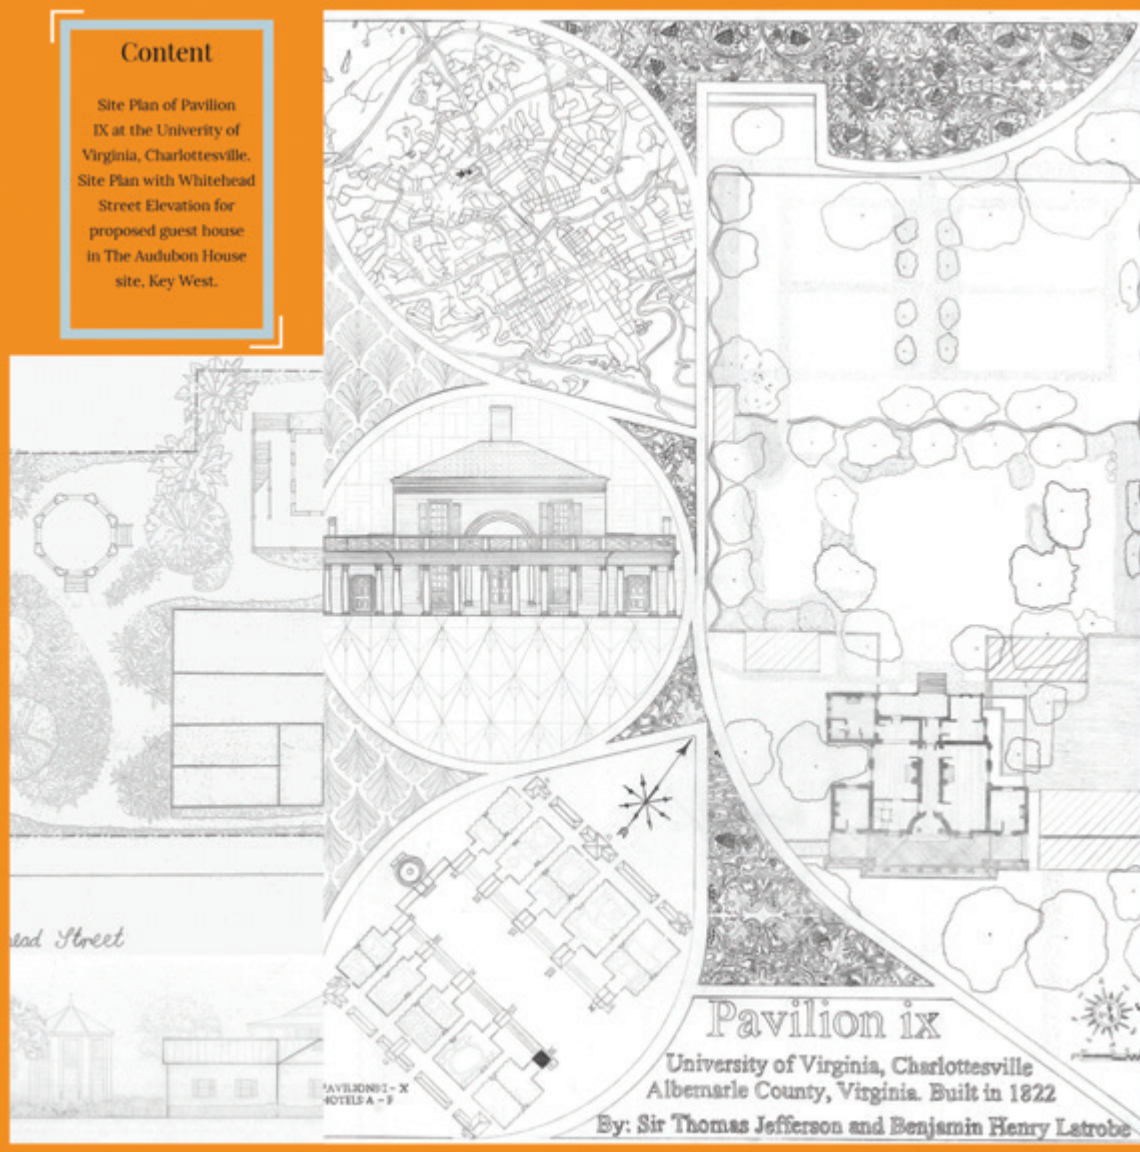 Content
Site Plan of Pavilion
IX at the Univerity of
Virginia, Charlottesville.
Site Plan with Whitehead
Street Elevation for
proposed guest house
in The Audubon House
site, Key West.
Street
AVILIONS I - X
HOTELS A - F
Pavilion ix
University of Virginia, Charlottesville
Albemarle County, Virginia. Built in 1822
By: Sir Thomas Jefferson and Benjamin Henry Latrobe